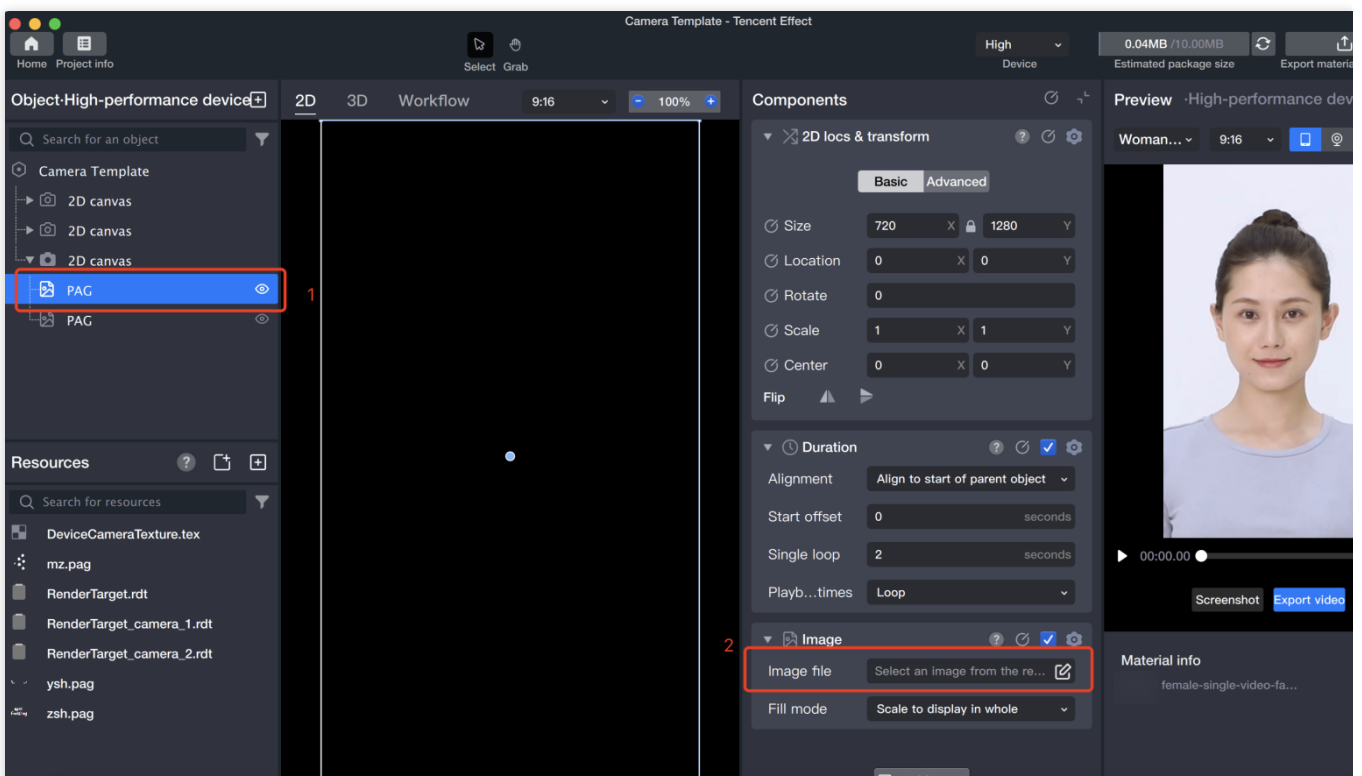 Camera Template - Tencent Effect
Home Project info
Select Grab
High
Device
0.04MB /10.00MB
Estimated package size
Export materia
Object·High-performance device
Search for an object
Camera Template
2D canvas
2D canvas
2D canvas
PAG
1
PAG
Resources
Search for resources
DeviceCameraTexture.tex
mz.pag
RenderTarget.rdt
RenderTarget_camera_1.rdt
RenderTarget_camera_2.rdt
ysh.pag
zsh.pag
2D 3D Workflow 9:16 100%
Components
2D locs & transform ?
Basic Advanced
Size 720 X 1280 Y
Location 0 X 0 Y
Rotate 0
Scale 1 X 1 Y
Center 0 X 0 Y
Flip
Duration ?
Alignment Align to start of parent object
Start offset 0 seconds
Single loop 2 seconds
Playb...times Loop
2
Image ?
Image file Select an image from the re...
Fill mode Scale to display in whole
Preview ·High-performance dev
Woman... 9:16
00:00.00
Screenshot Export video
Material info
female-single-video-fa...